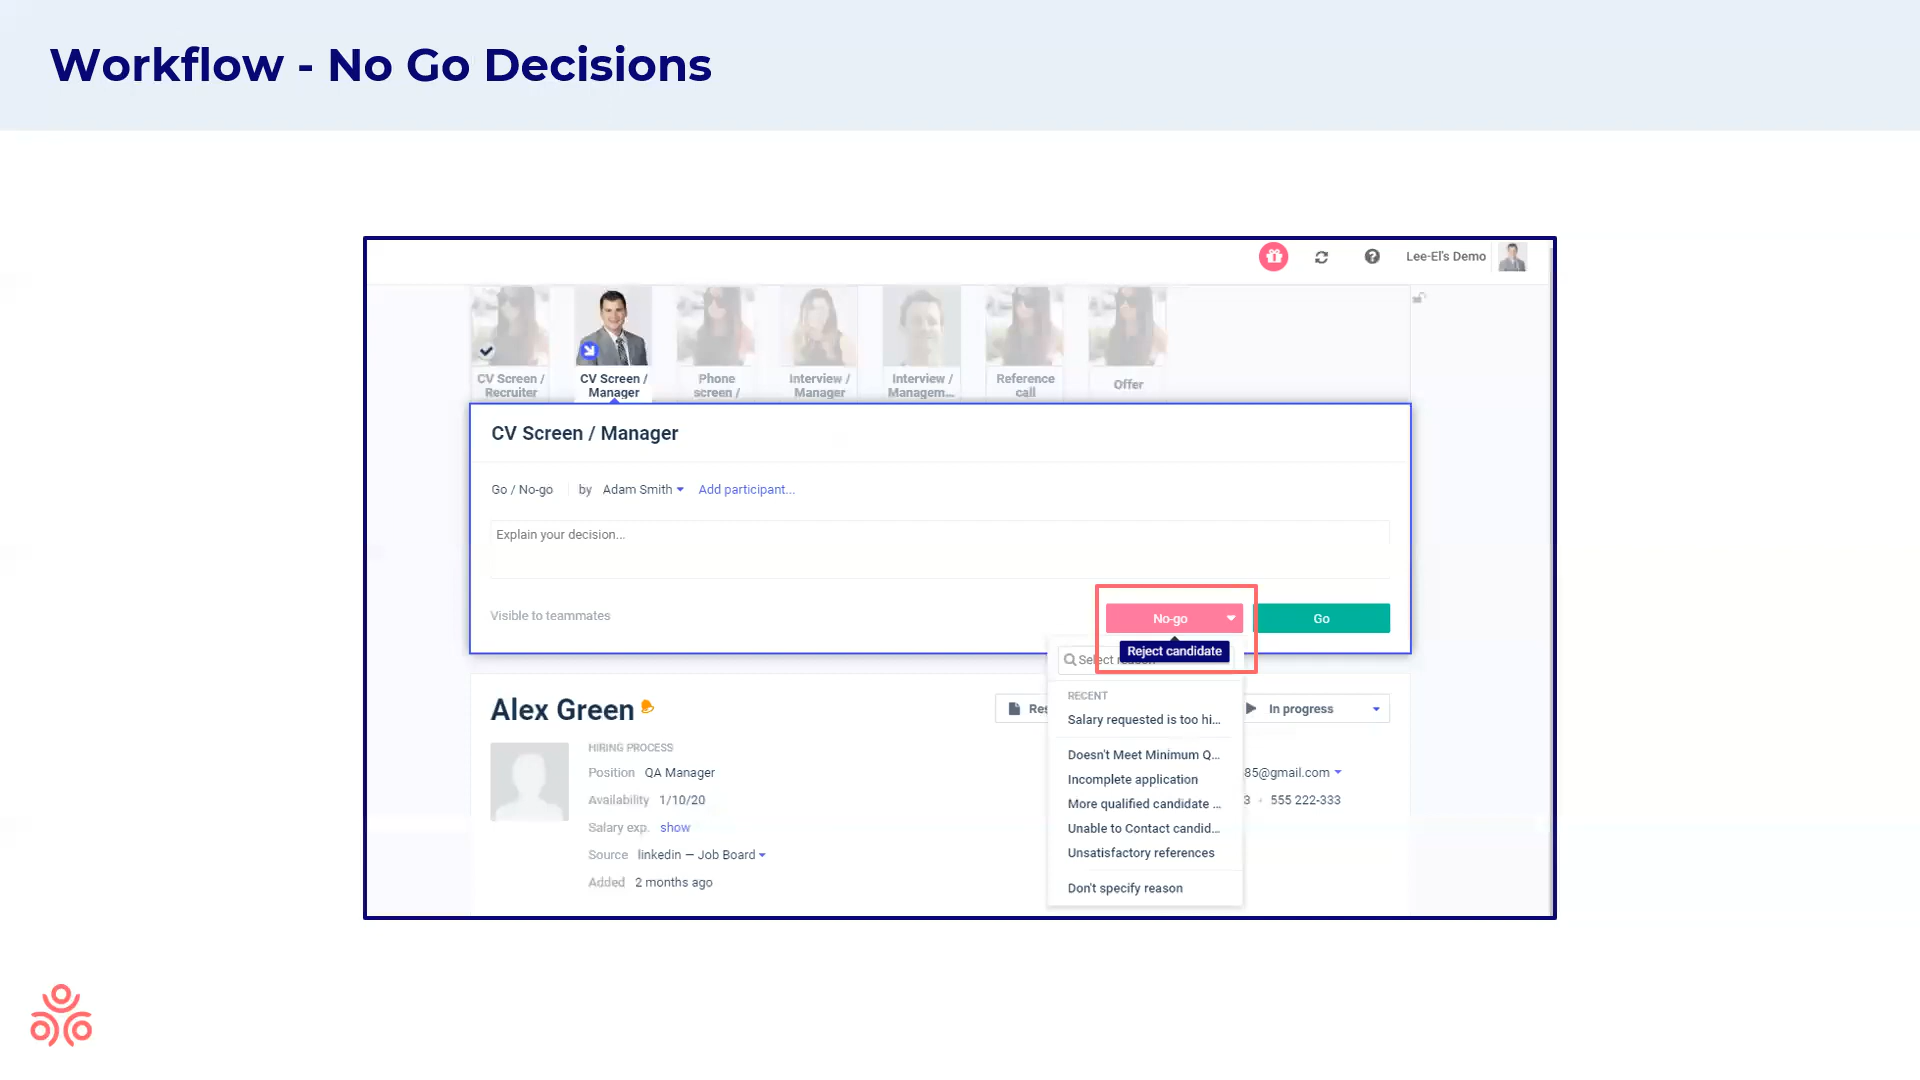 Workflow - No Go Decisions
Lee-El's Demo
CV Screen / Recruiter
CV Screen / Manager
Phone screen /
Interview / Manager
Interview / Managem...
Reference call
Offer
CV Screen / Manager
Go / No-go by Adam Smith Add participant...
Explain your decision...
Visible to teammates
No-go
Go
Reject candidate
Select reason
RECENT
Salary requested is too hi...
Doesn't Meet Minimum Q...
Incomplete application
More qualified candidate ...
Unable to Contact candid...
Unsatisfactory references
Don't specify reason
Alex Green
Res
In progress
HIRING PROCESS
Position QA Manager
Availability 1/10/20
Salary exp. show
Source linkedin — Job Board
Added 2 months ago
85@gmail.com
3 • 555 222-333